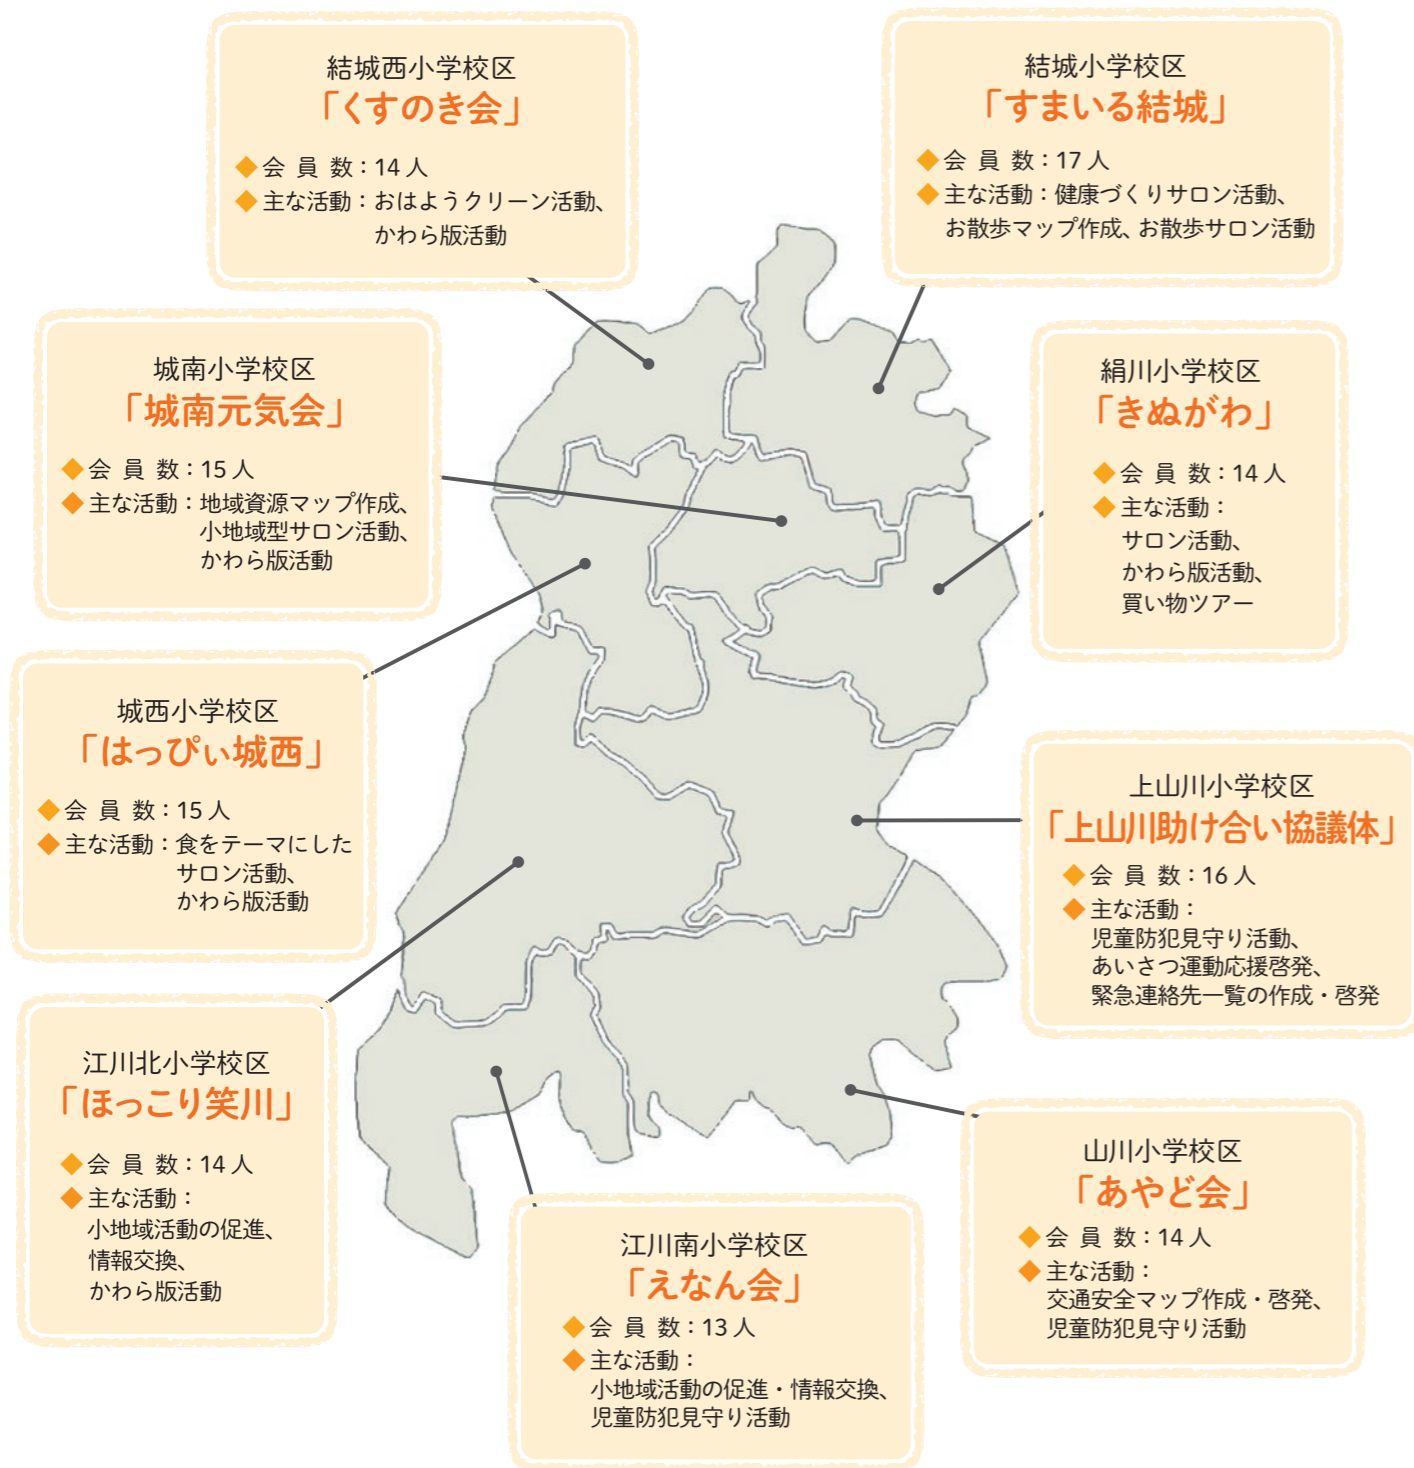 結城西小学校区
「くすのき会」
◆会員数：14人
◆主な活動：おはようクリーン活動、
かわら版活動
結城小学校区
「すまいる結城」
◆会員数：17人
◆主な活動：健康づくりサロン活動、
お散歩マップ作成、お散歩サロン活動
城南小学校区
「城南元気会」
◆会員数：15人
◆主な活動：地域資源マップ作成、
小地域型サロン活動、
かわら版活動
絹川小学校区
「きぬがわ」
◆会員数：14人
◆主な活動：
サロン活動、
かわら版活動、
買い物ツアー
城西小学校区
「はっぴぃ城西」
◆会員数：15人
◆主な活動：食をテーマにした
サロン活動、
かわら版活動
上山川小学校区
「上山川助け合い協議体」
◆会員数：16人
◆主な活動：
児童防犯見守り活動、
あいさつ運動応援啓発、
緊急連絡先一覧の作成・啓発
江川北小学校区
「ほっこり笑川」
◆会員数：14人
◆主な活動：
小地域活動の促進、
情報交換、
かわら版活動
江川南小学校区
「えなん会」
◆会員数：13人
◆主な活動：
小地域活動の促進・情報交換、
児童防犯見守り活動
山川小学校区
「あやど会」
◆会員数：14人
◆主な活動：
交通安全マップ作成・啓発、
児童防犯見守り活動